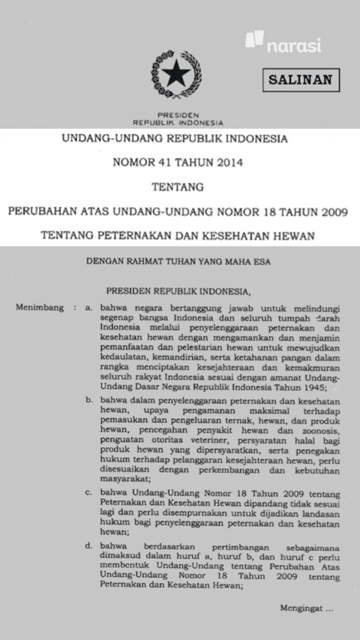 narasi
SALINAN
PRESIDEN
REPUBLIK INDONESIA
UNDANG-UNDANG REPUBLIK INDONESIA
NOMOR 41 TAHUN 2014
TENTANG
PERUBAHAN ATAS UNDANG-UNDANG NOMOR 18 TAHUN 2009
TENTANG PETERNAKAN DAN KESEHATAN HEWAN
DENGAN RAHMAT TUHAN YANG MAHA ESA
PRESIDEN REPUBLIK INDONESIA,
Menimbang : a. bahwa negara bertanggung jawab untuk melindungi
segenap bangsa Indonesia dan seluruh tumpah darah
Indonesia melalui penyelenggaraan peternakan dan
kesehatan hewan dengan mengamankan dan menjamin
pemanfaatan dan pelestarian hewan untuk mewujudkan
kedaulatan, kemandirian, serta ketahanan pangan dalam
rangka menciptakan kesejahteraan dan kemakmuran
seluruh rakyat Indonesia sesuai dengan amanat Undang-
Undang Dasar Negara Republik Indonesia Tahun 1945;
b. bahwa dalam penyelenggaraan peternakan dan kesehatan
hewan, upaya pengamanan maksimal terhadap
pemasukan dan pengeluaran ternak, hewan, dan produk
hewan, pencegahan penyakit hewan dan zoonosis,
penguatan otoritas veteriner, persyaratan halal bagi
produk hewan yang dipersyaratkan, serta penegakan
hukum terhadap pelanggaran kesejahteraan hewan, perlu
disesuaikan dengan perkembangan dan kebutuhan
masyarakat;
c. bahwa Undang-Undang Nomor 18 Tahun 2009 tentang
Peternakan dan Kesehatan Hewan dipandang tidak sesuai
lagi dan perlu disempurnakan untuk dijadikan landasan
hukum bagi penyelenggaraan peternakan dan kesehatan
hewan;
d. bahwa berdasarkan pertimbangan sebagaimana
dimaksud dalam huruf a, huruf b, dan huruf c perlu
membentuk Undang-Undang tentang Perubahan Atas
Undang-Undang Nomor 18 Tahun 2009 tentang
Peternakan dan Kesehatan Hewan;
Mengingat ...